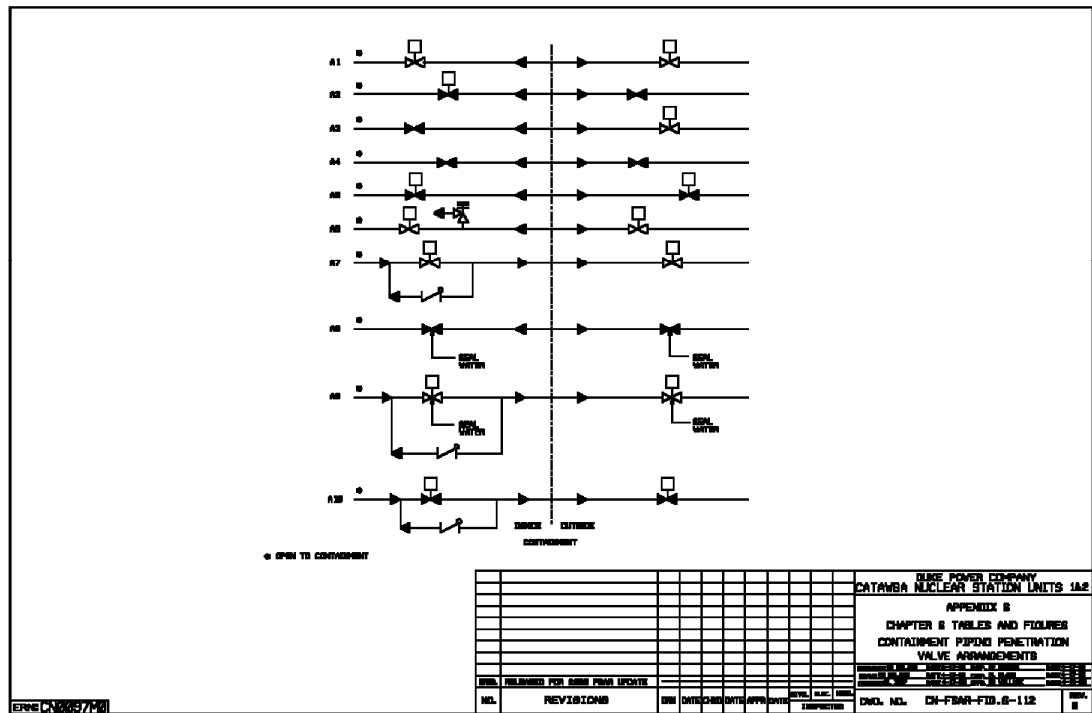 A1
A2
A3
A4
A5
A6
A7
A8
SEAL
WATER
SEAL
WATER
A9
SEAL
WATER
SEAL
WATER
A10
INSIDE OUTSIDE
CONTAINMENT
* OPEN TO CONTAINMENT
DUKE POWER COMPANY
CATAWBA NUCLEAR STATION UNITS 1&2
APPENDIX 6
CHAPTER 6 TABLES AND FIGURES
CONTAINMENT PIPING PENETRATION
VALVE ARRANGEMENTS
RELEASED FOR FSAR UPDATE
NO. REVISIONS DRN DATE CHKD DATE APPR DATE INSPECTED
DWG. NO. CN-FSAR-FIG.6-112 REV.
CN0097M0